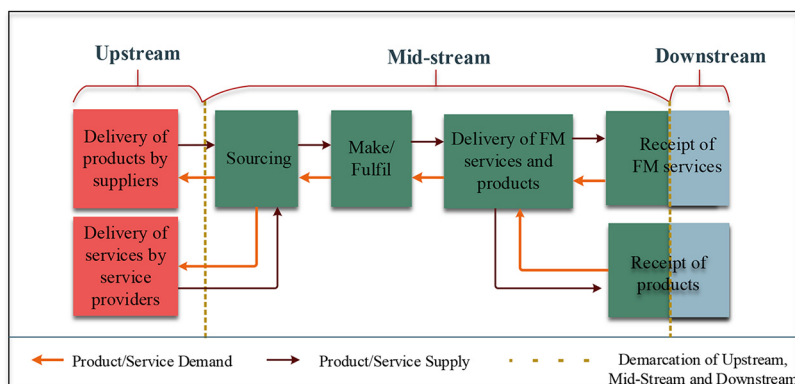 Upstream
Mid-stream
Downstream
Delivery of
products by
suppliers
Sourcing
Make/
Fulfil
Delivery of FM
services and
products
Receipt of
FM services
Delivery of
services by
service
providers
Receipt of
products
Product/Service Demand
Product/Service Supply
Demarcation of Upstream,
Mid-Stream and Downstream